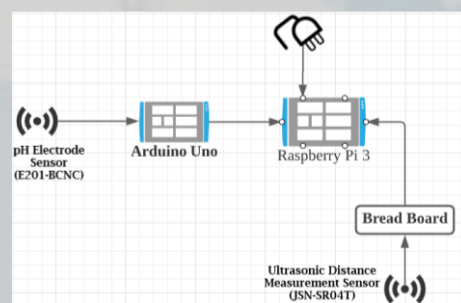 pH Electrode
Sensor
(E201-BCNC)
Arduino Uno
Raspberry Pi 3
Bread Board
Ultrasonic Distance
Measurement Sensor
(JSN-SR04T)